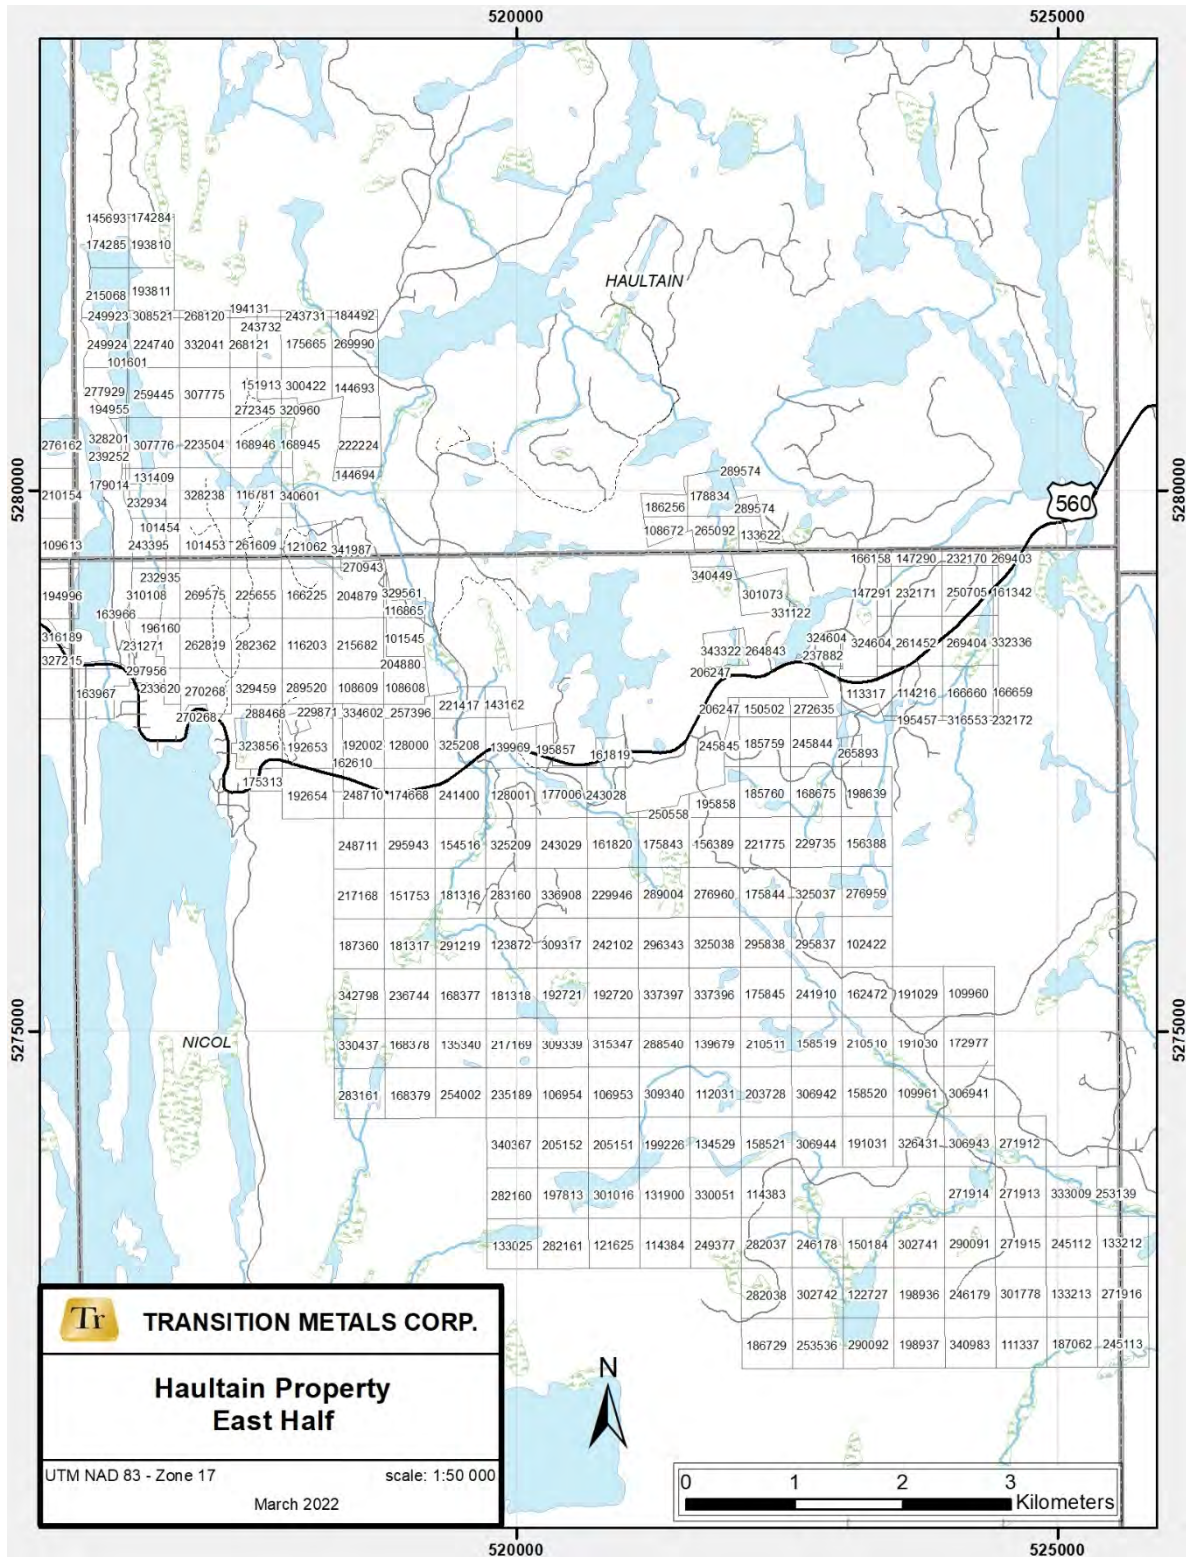 520000 525000
145693 174284
174285 193810
HAULTAIN
215068 193811
194131
249923 308521 268120 243731 184492
243732
249924 224740 332041 268121 175665 269990
101601
277929 259445 307775 151913 300422 144693
194955 272345 320960
328201
276162 307776 223504 168946 168945 222224
239252
289574
179014 131409 144694
5280000 5280000
210154 328238 116781 340601 178834
560
232934 186256 289574
101454 108672 265092 133622
109613 243395 101453 261609 121062 341987
166158 147290 232170 269403
270943
232935 340449
194996 310108 269575 225655 166225 204879 329561 301073 147291 232171 250705 161342
163966 116865 331122
196160
316189 231271 262819 282362 116203 215682 101545 324604 324604 261452 269404 332336
343322 264843 237882
327215 204880
297956 206247
163967 233620 270268 329459 289520 108609 108608 113317 114216 166660 166659
221417 143162
270268 288468 229871 334602 257396 206247 150502 272635
195457 316553 232172
323856 192653 192002 128000 325208 139969 195857 161819 245845 185759 245844 265893
162610
175313
192654 248710 174668 241400 128001 177006 243028 185760 168675 198639
195858
250558
248711 295943 154516 325209 243029 161820 175843 156389 221775 229735 156388
217168 151753 181316 283160 336908 229946 289004 276960 175844 325037 276959
187360 181317 291219 123872 309317 242102 296343 325038 295838 295837 102422
342798 236744 168377 181318 192721 192720 337397 337396 175845 241910 162472 191029 109960
5275000 5275000
NICOL
330437 168378 135340 217169 309339 315347 288540 139679 210511 158519 210510 191030 172977
283161 168379 254002 235189 106954 106953 309340 112031 203728 306942 158520 109961 306941
340367 205152 205151 199226 134529 158521 306944 191031 326431 306943 271912
282160 197813 301016 131900 330051 114383 271914 271913 333009 253139
133025 282161 121625 114384 249377 282037 246178 150184 302741 290091 271915 245112 133212
282038 302742 122727 198936 246179 301778 133213 271916
186729 253536 290092 198937 340983 111337 187062 245113
Tr TRANSITION METALS CORP.
Haultain Property
East Half
UTM NAD 83 - Zone 17 scale: 1:50 000
March 2022
N
0 1 2 3
Kilometers
520000 525000